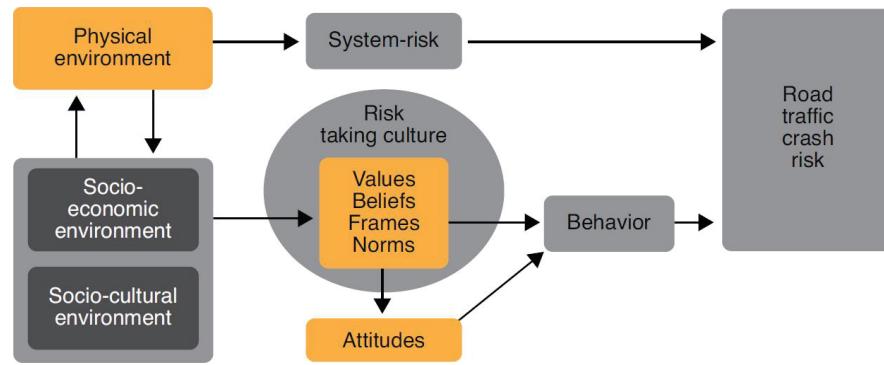 Physical
environment
System-risk
Road
traffic
crash
risk
Risk
taking culture
Values
Beliefs
Frames
Norms
Socio-
economic
environment
Behavior
Socio-cultural
environment
Attitudes